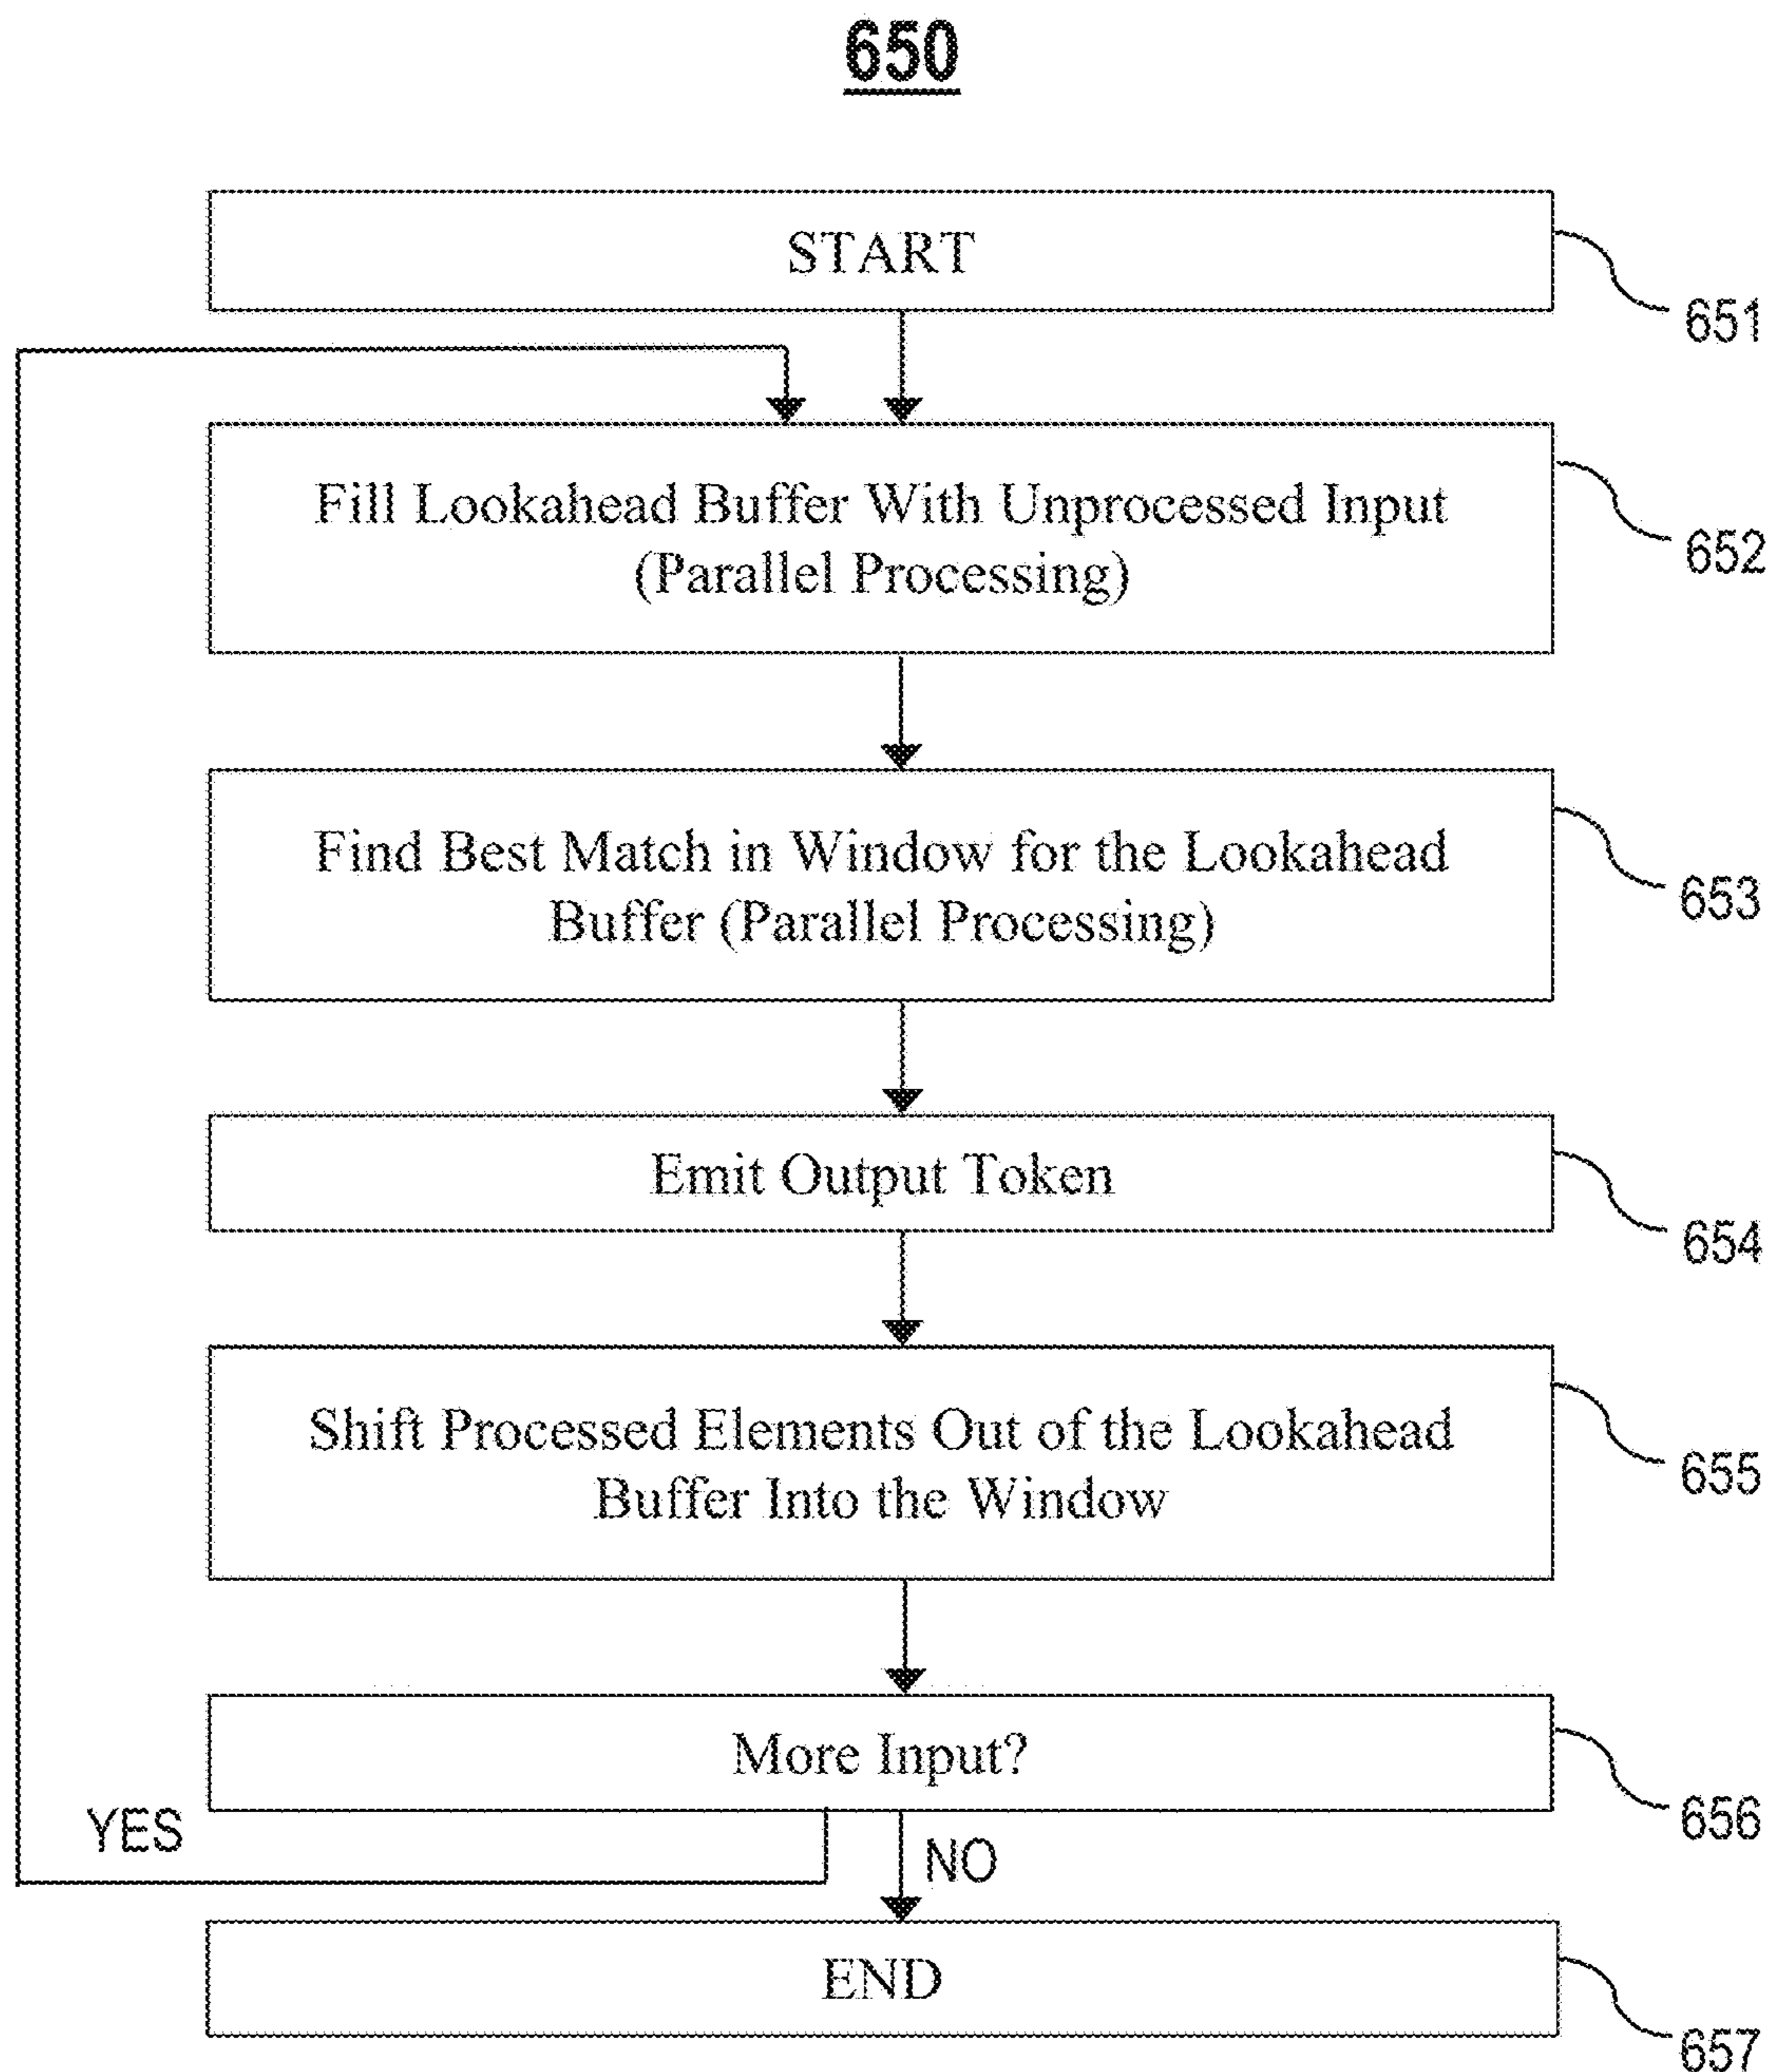 650
START
651
Fill Lookahead Buffer With Unprocessed Input
(Parallel Processing)
652
Find Best Match in Window for the Lookahead
Buffer (Parallel Processing)
653
Emit Output Token
654
Shift Processed Elements Out of the Lookahead
Buffer Into the Window
655
More Input?
656
YES
NO
END
657